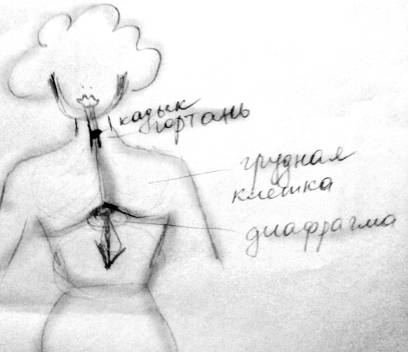 кадык
гортань
грудная
клетка
диафрагма